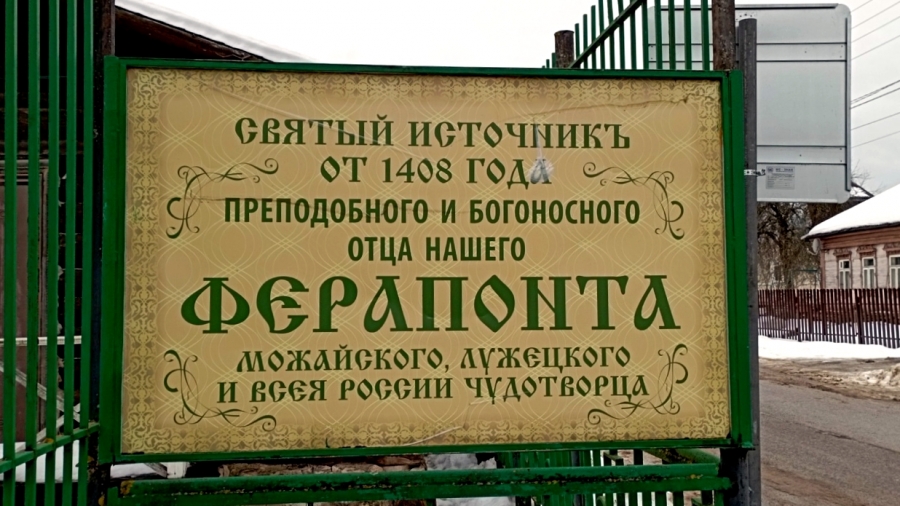 СВЯТЫЙ ИСТОЧНИКЪ
ОТ 1408 ГОДА
ПРЕПОДОБНОГО И БОГОНОСНОГО
ОТЦА НАШЕГО
ФЕРАПОНТА
МОЖАЙСКОГО, ЛУЖЕЦКОГО
И ВСЕЯ РОССИИ ЧУДОТВОРЦА